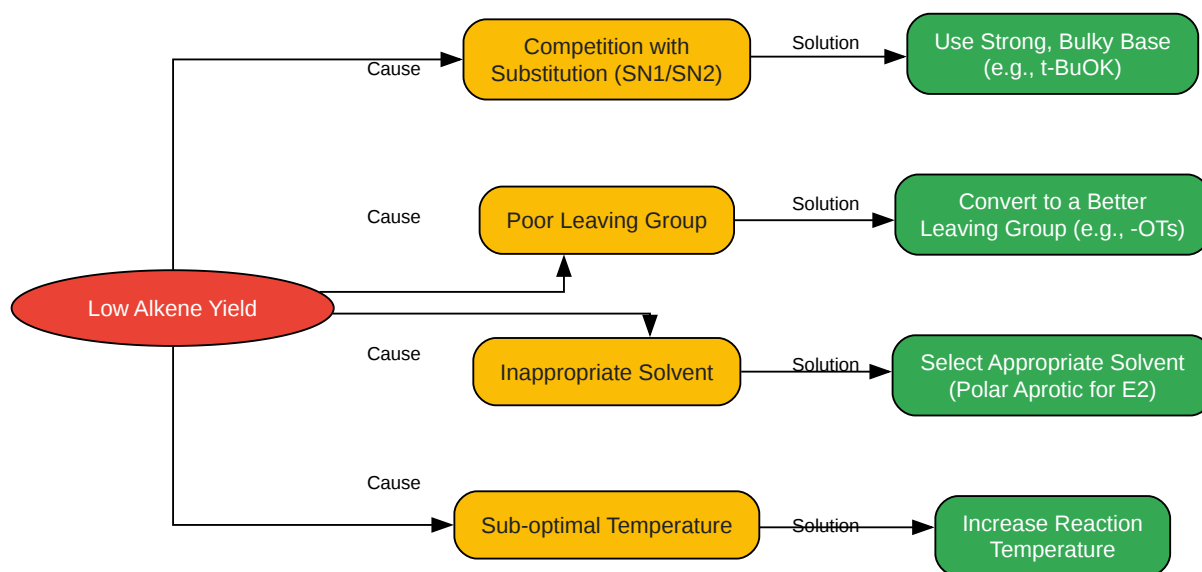 Cause
Competition with
Substitution (SN1/SN2)
Solution
Use Strong, Bulky Base
(e.g., t-BuOK)
Cause
Poor Leaving Group
Solution
Convert to a Better
Leaving Group (e.g., -OTs)
Low Alkene Yield
Cause
Inappropriate Solvent
Solution
Select Appropriate Solvent
(Polar Aprotic for E2)
Cause
Sub-optimal Temperature
Solution
Increase Reaction
Temperature